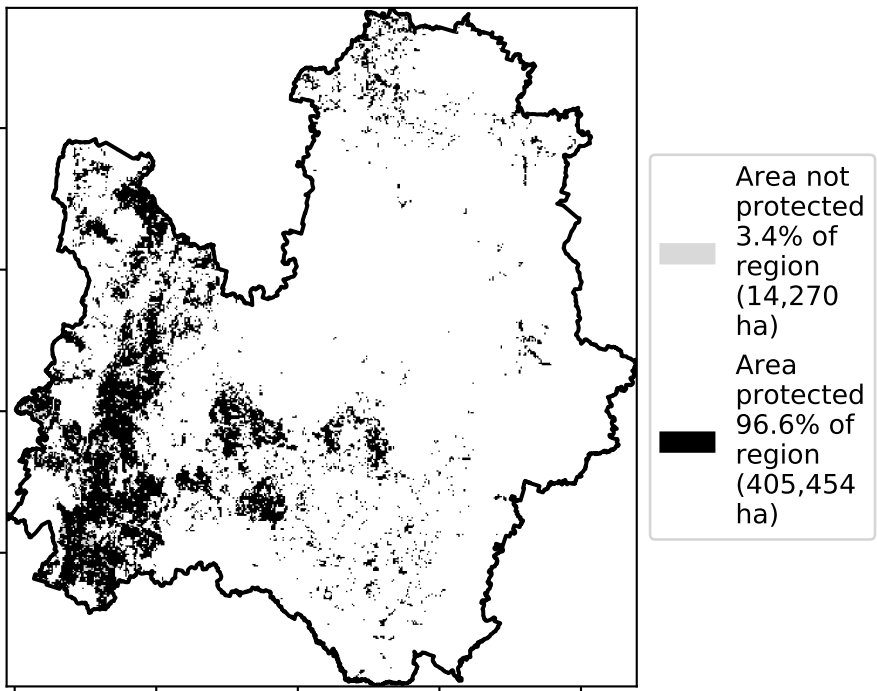 Area not
protected
3.4% of
region
(14,270
ha)
Area
protected
96.6% of
region
(405,454
ha)